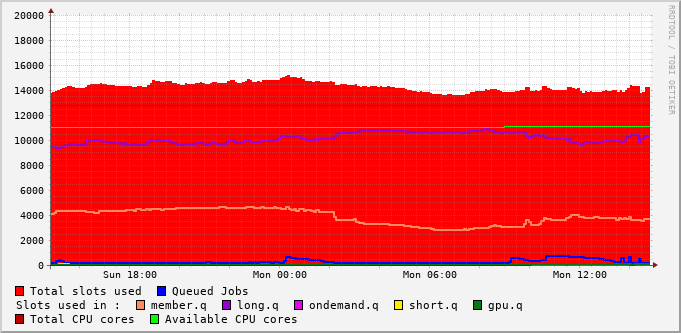 RRDTOOL / TOBI OETIKER
20000
18000
16000
14000
12000
10000
8000
6000
4000
2000
0
Sun 18:00 Mon 00:00 Mon 06:00 Mon 12:00
Total slots used Queued Jobs
Slots used in : member.q long.q ondemand.q short.q gpu.q
Total CPU cores Available CPU cores